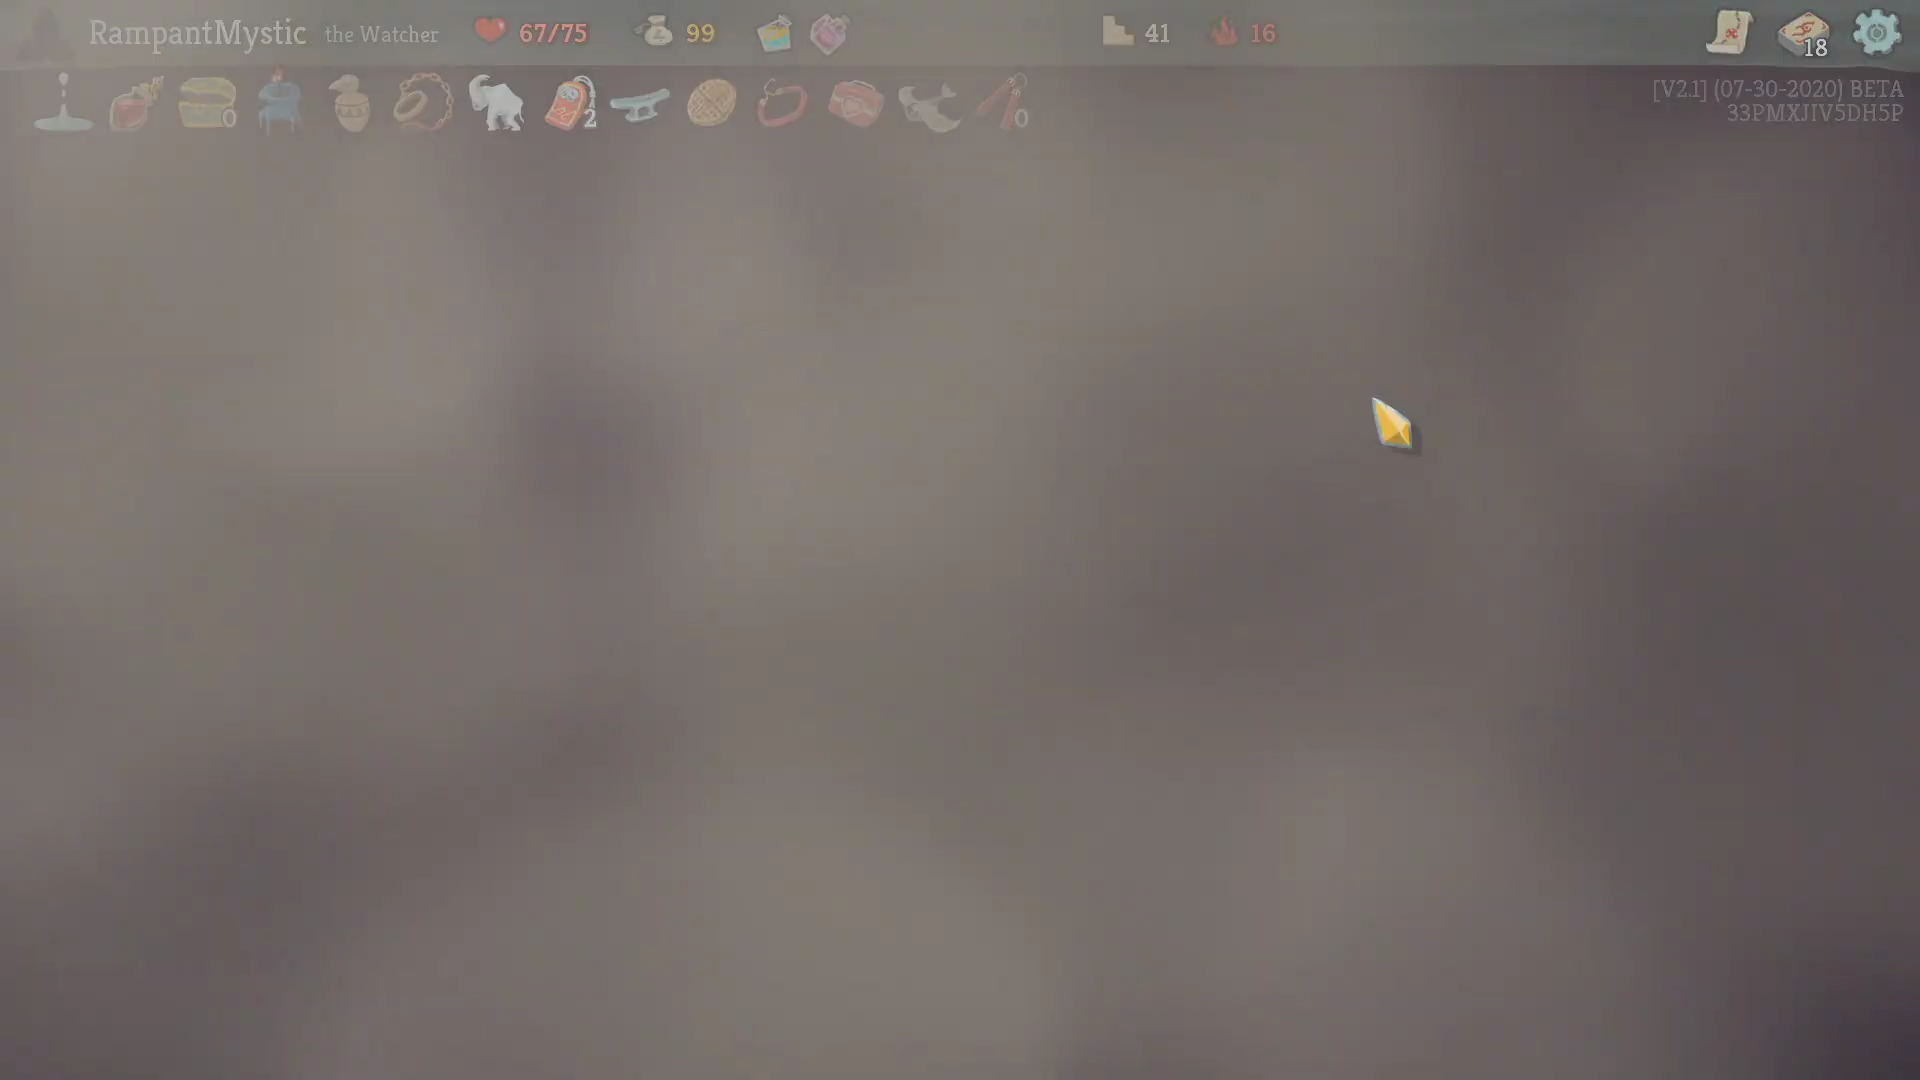 RampantMystic the Watcher 67/75 99 41 16 18
0 2 0
[V2.1] (07-30-2020) BETA
33PMXJIV5DH5P